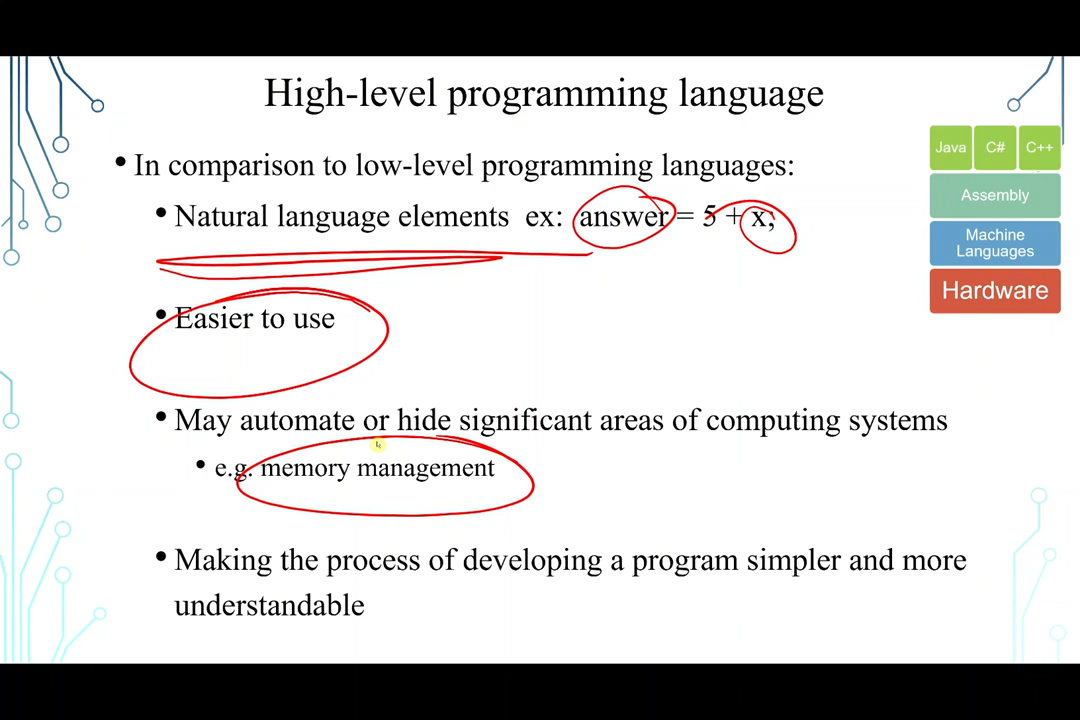 High-level programming language
• In comparison to low-level programming languages:
• Natural language elements ex: answer = 5 + x;
• Easier to use
• May automate or hide significant areas of computing systems
• e.g. memory management
• Making the process of developing a program simpler and more
understandable
Java C# C++
Assembly
Machine
Languages
Hardware